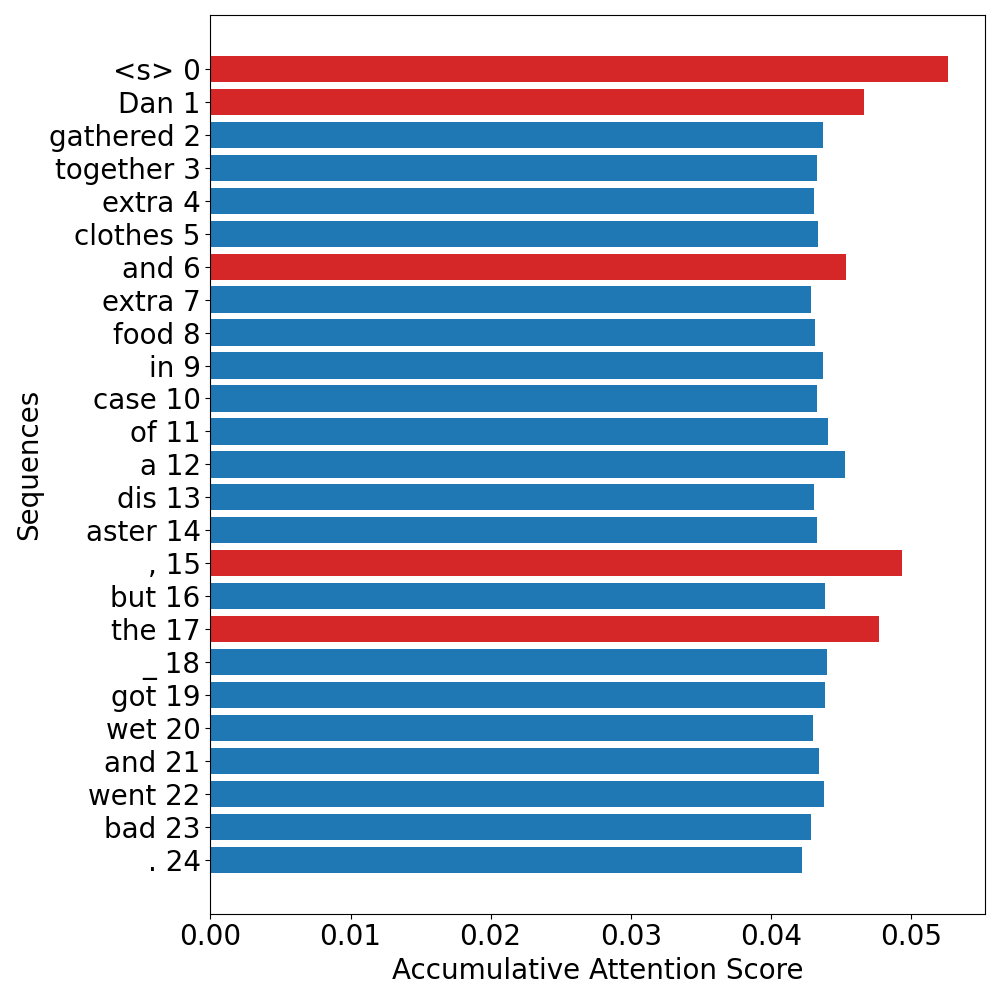 <s> 0
Dan 1
gathered 2
together 3
extra 4
clothes 5
and 6
extra 7
food 8
in 9
case 10
of 11
a 12
dis 13
aster 14
, 15
but 16
the 17
_ 18
got 19
wet 20
and 21
went 22
bad 23
. 24
Sequences
0.00 0.01 0.02 0.03 0.04 0.05
Accumulative Attention Score